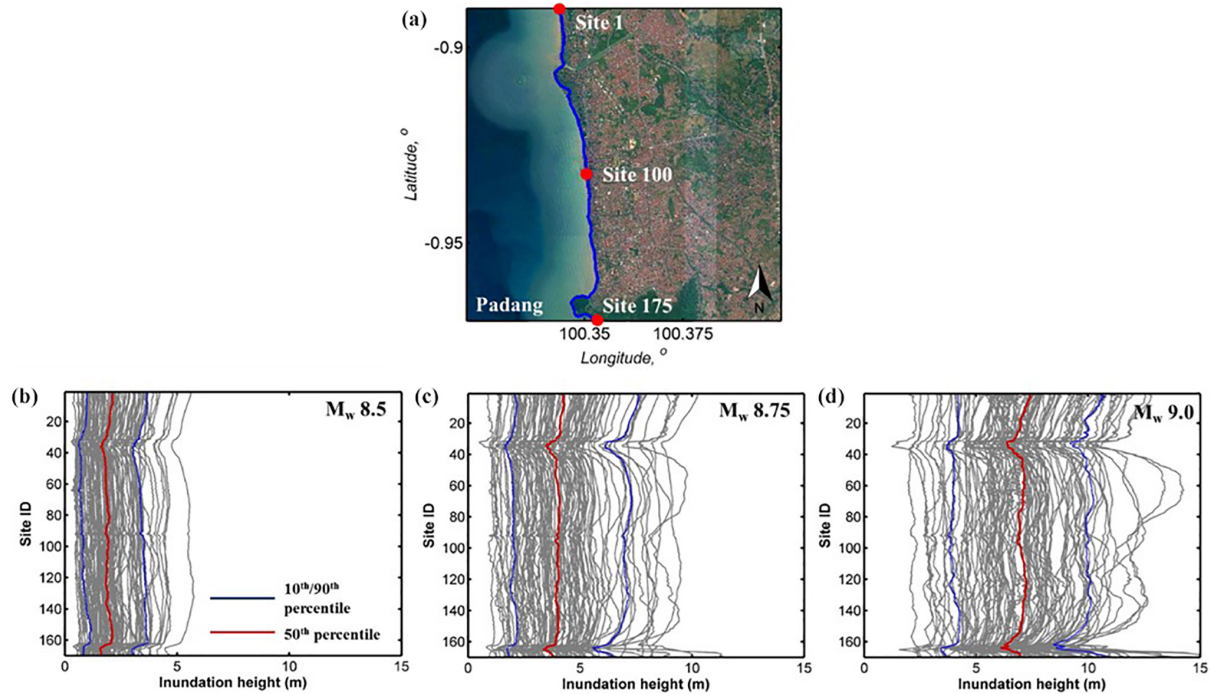 (a)
Site 1
-0.9
Latitude, °
Site 100
-0.95
Padang
Site 175
N
100.35 100.375
Longitude, °
(b)
M_w 8.5
20
40
60
80
100
120
140
160
Site ID
10th/90th
percentile
50th percentile
0 5 10 15
Inundation height (m)
(c)
M_w 8.75
20
40
60
80
100
120
140
160
Site ID
0 5 10 15
Inundation height (m)
(d)
M_w 9.0
20
40
60
80
100
120
140
160
Site ID
0 5 10 15
Inundation height (m)